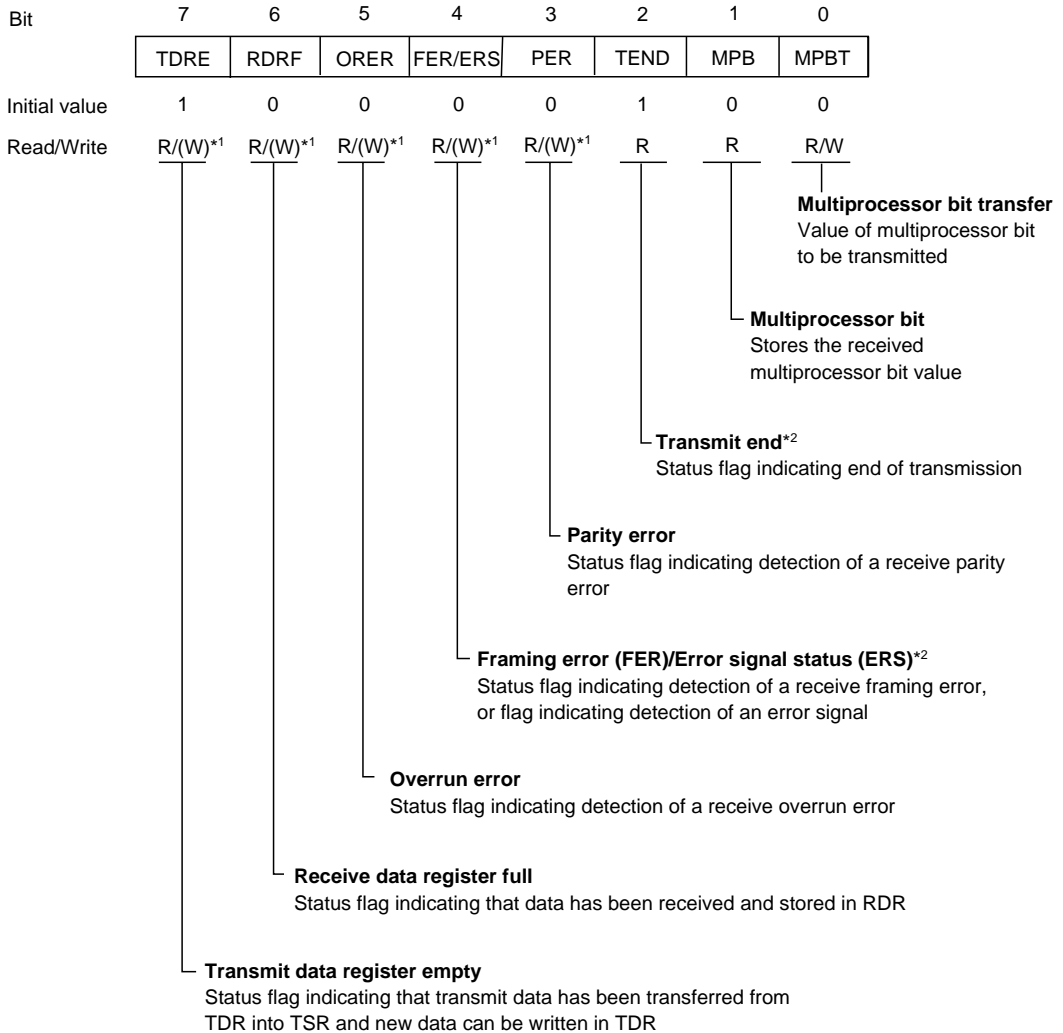 Bit 7 6 5 4 3 2 1 0
TDRE RDRF ORER FER/ERS PER TEND MPB MPBT
Initial value 1 0 0 0 0 1 0 0
Read/Write R/(W)*1 R/(W)*1 R/(W)*1 R/(W)*1 R/(W)*1 R R R/W
Multiprocessor bit transfer
Value of multiprocessor bit
to be transmitted
Multiprocessor bit
Stores the received
multiprocessor bit value
Transmit end*2
Status flag indicating end of transmission
Parity error
Status flag indicating detection of a receive parity
error
Framing error (FER)/Error signal status (ERS)*2
Status flag indicating detection of a receive framing error,
or flag indicating detection of an error signal
Overrun error
Status flag indicating detection of a receive overrun error
Receive data register full
Status flag indicating that data has been received and stored in RDR
Transmit data register empty
Status flag indicating that transmit data has been transferred from
TDR into TSR and new data can be written in TDR